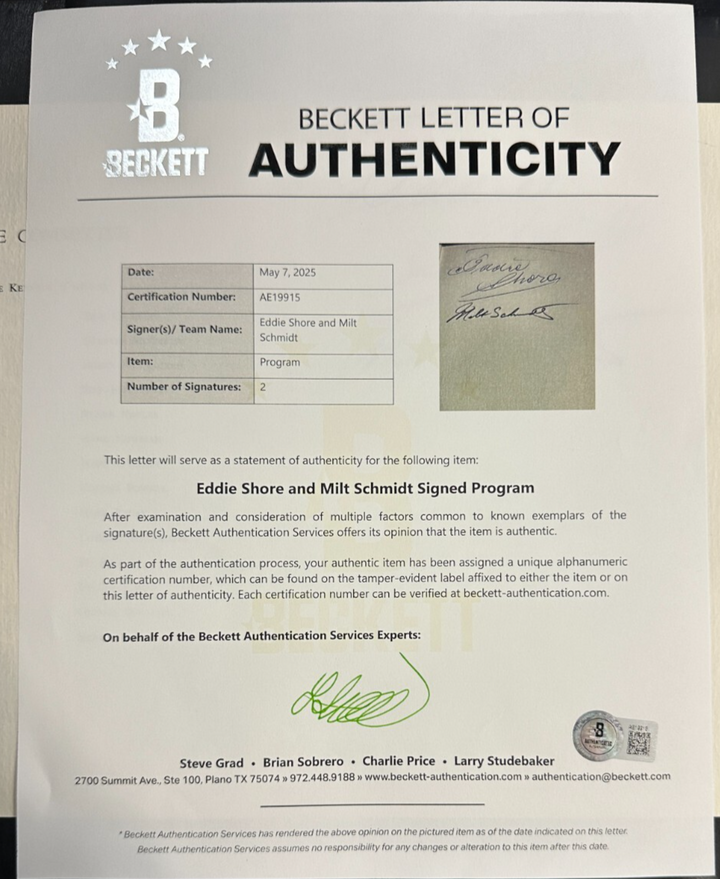 BECKETT
BECKETT LETTER OF
AUTHENTICITY
Date: May 7, 2025
Certification Number: AE19915
Signer(s)/ Team Name: Eddie Shore and Milt
Schmidt
Item: Program
Number of Signatures: 2
Eddie
Shore
Milt Schmidt
This letter will serve as a statement of authenticity for the following item:
Eddie Shore and Milt Schmidt Signed Program
After examination and consideration of multiple factors common to known exemplars of the
signature(s), Beckett Authentication Services offers its opinion that the item is authentic.
As part of the authentication process, your authentic item has been assigned a unique alphanumeric
certification number, which can be found on the tamper-evident label affixed to either the item or on
this letter of authenticity. Each certification number can be verified at beckett-authentication.com.
On behalf of the Beckett Authentication Services Experts:
Steve Grad • Brian Sobrero • Charlie Price • Larry Studebaker
2700 Summit Ave., Ste 100, Plano TX 75074 » 972.448.9188 » www.beckett-authentication.com » authentication@beckett.com
* Beckett Authentication Services has rendered the above opinion on the pictured item as of the date indicated on this letter.
Beckett Authentication Services assumes no responsibility for any changes or alteration to this item after this date.